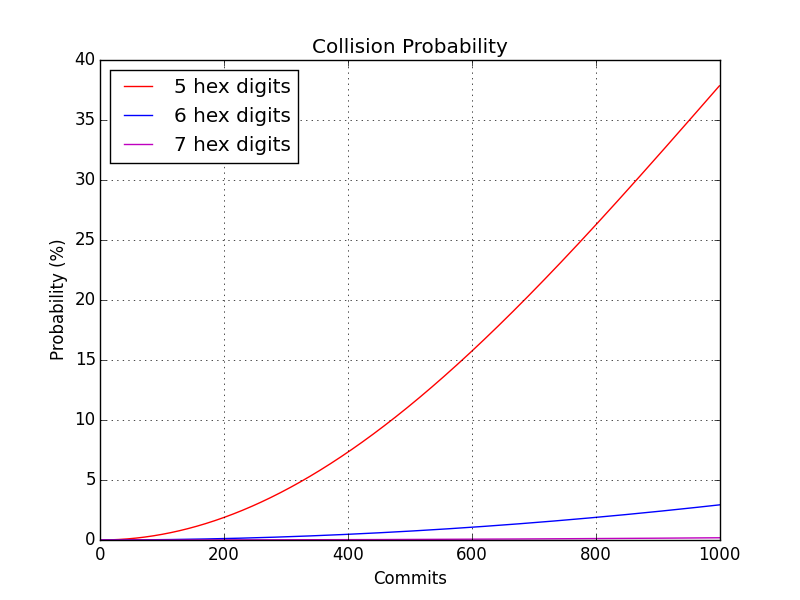 Collision Probability
5 hex digits
6 hex digits
7 hex digits
Probability (%)
40
35
30
25
20
15
10
5
0
0 200 400 600 800 1000
Commits